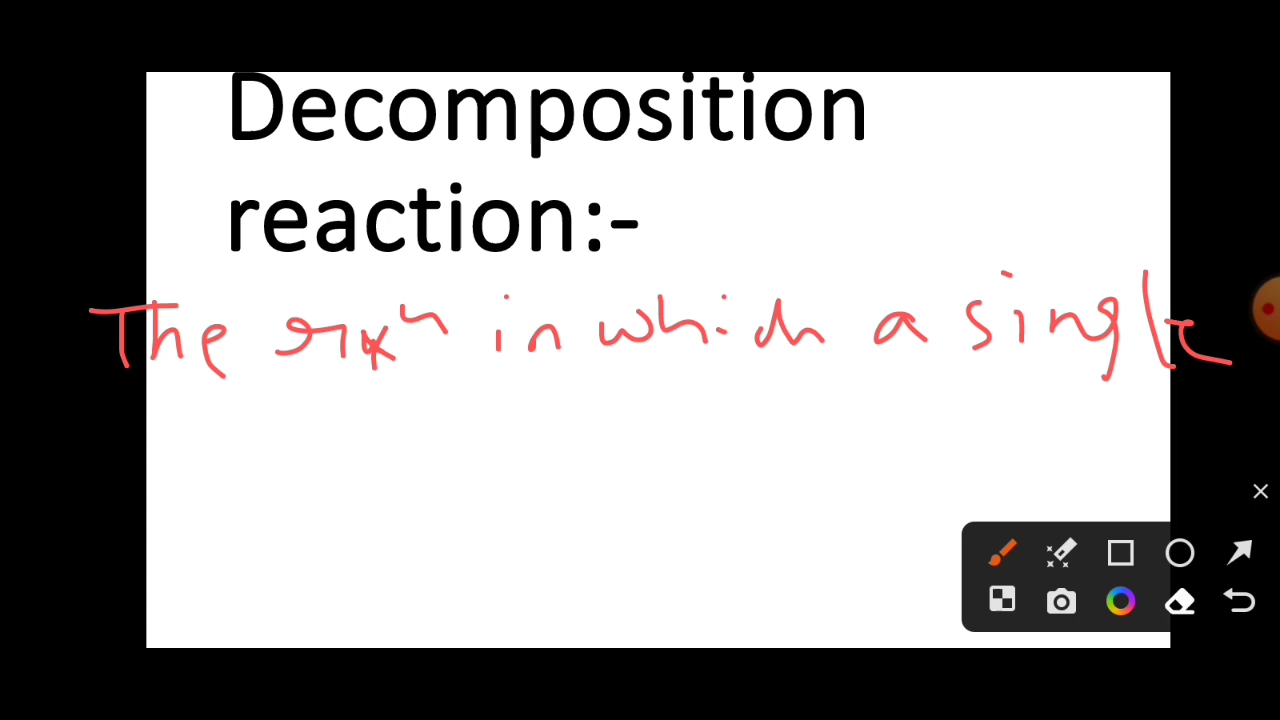 Decomposition
reaction:-
The rxⁿ in which a single